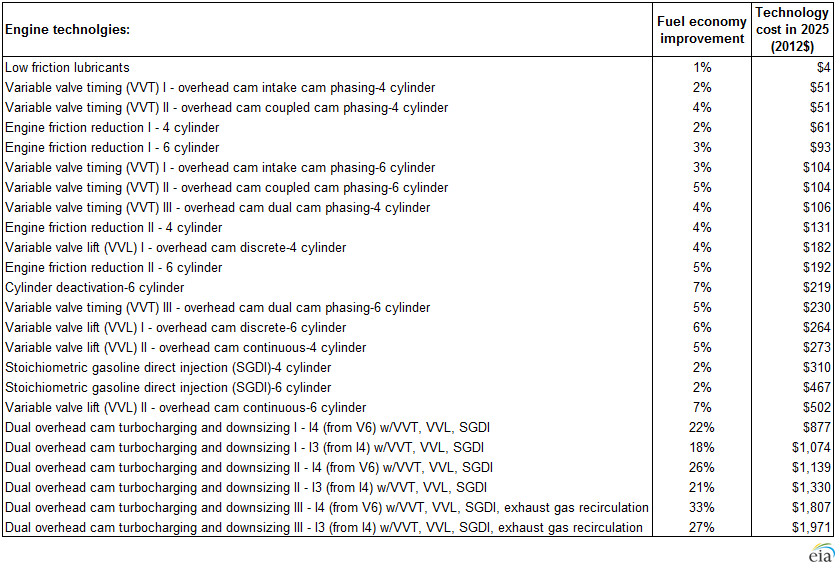 Engine technolgies: Fuel economy improvement Technology cost in 2025 (2012$)
Low friction lubricants 1% $4
Variable valve timing (VVT) I - overhead cam intake cam phasing-4 cylinder 2% $51
Variable valve timing (VVT) II - overhead cam coupled cam phasing-4 cylinder 4% $51
Engine friction reduction I - 4 cylinder 2% $61
Engine friction reduction I - 6 cylinder 3% $93
Variable valve timing (VVT) I - overhead cam intake cam phasing-6 cylinder 3% $104
Variable valve timing (VVT) II - overhead cam coupled cam phasing-6 cylinder 5% $104
Variable valve timing (VVT) III - overhead cam dual cam phasing-4 cylinder 4% $106
Engine friction reduction II - 4 cylinder 4% $131
Variable valve lift (VVL) I - overhead cam discrete-4 cylinder 4% $182
Engine friction reduction II - 6 cylinder 5% $192
Cylinder deactivation-6 cylinder 7% $219
Variable valve timing (VVT) III - overhead cam dual cam phasing-6 cylinder 5% $230
Variable valve lift (VVL) I - overhead cam discrete-6 cylinder 6% $264
Variable valve lift (VVL) II - overhead cam continuous-4 cylinder 5% $273
Stoichiometric gasoline direct injection (SGDI)-4 cylinder 2% $310
Stoichiometric gasoline direct injection (SGDI)-6 cylinder 2% $467
Variable valve lift (VVL) II - overhead cam continuous-6 cylinder 7% $502
Dual overhead cam turbocharging and downsizing I - I4 (from V6) w/VVT, VVL, SGDI 22% $877
Dual overhead cam turbocharging and downsizing I - I3 (from I4) w/VVT, VVL, SGDI 18% $1,074
Dual overhead cam turbocharging and downsizing II - I4 (from V6) w/VVT, VVL, SGDI 26% $1,139
Dual overhead cam turbocharging and downsizing II - I3 (from I4) w/VVT, VVL, SGDI 21% $1,330
Dual overhead cam turbocharging and downsizing III - I4 (from V6) w/VVT, VVL, SGDI, exhaust gas recirculation 33% $1,807
Dual overhead cam turbocharging and downsizing III - I3 (from I4) w/VVT, VVL, SGDI, exhaust gas recirculation 27% $1,971
eia